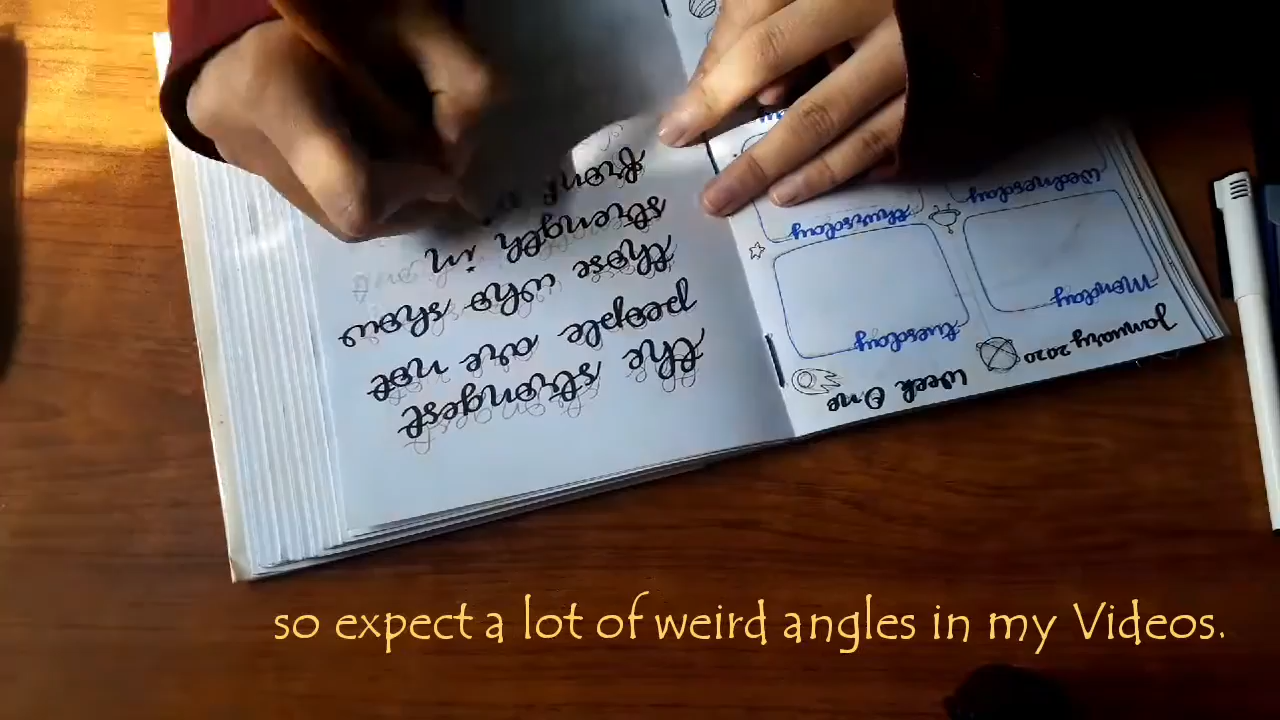 January 2020
Week One
Monday
Tuesday
Wednesday
Thursday
the strongest
people are not
those who show
strength in
front
so expect a lot of weird angles in my Videos.